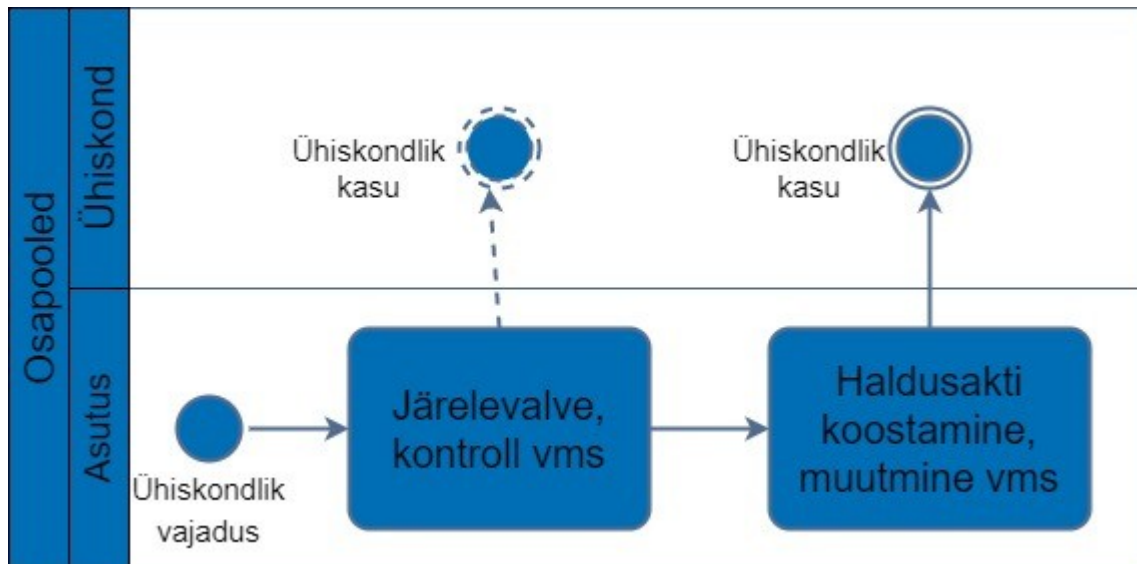 Osapooled
Ühiskond
Ühiskondlik
kasu
Ühiskondlik
kasu
Asutus
Ühiskondlik
vajadus
Järelevalve,
kontroll vms
Haldusakti
koostamine,
muutmine vms